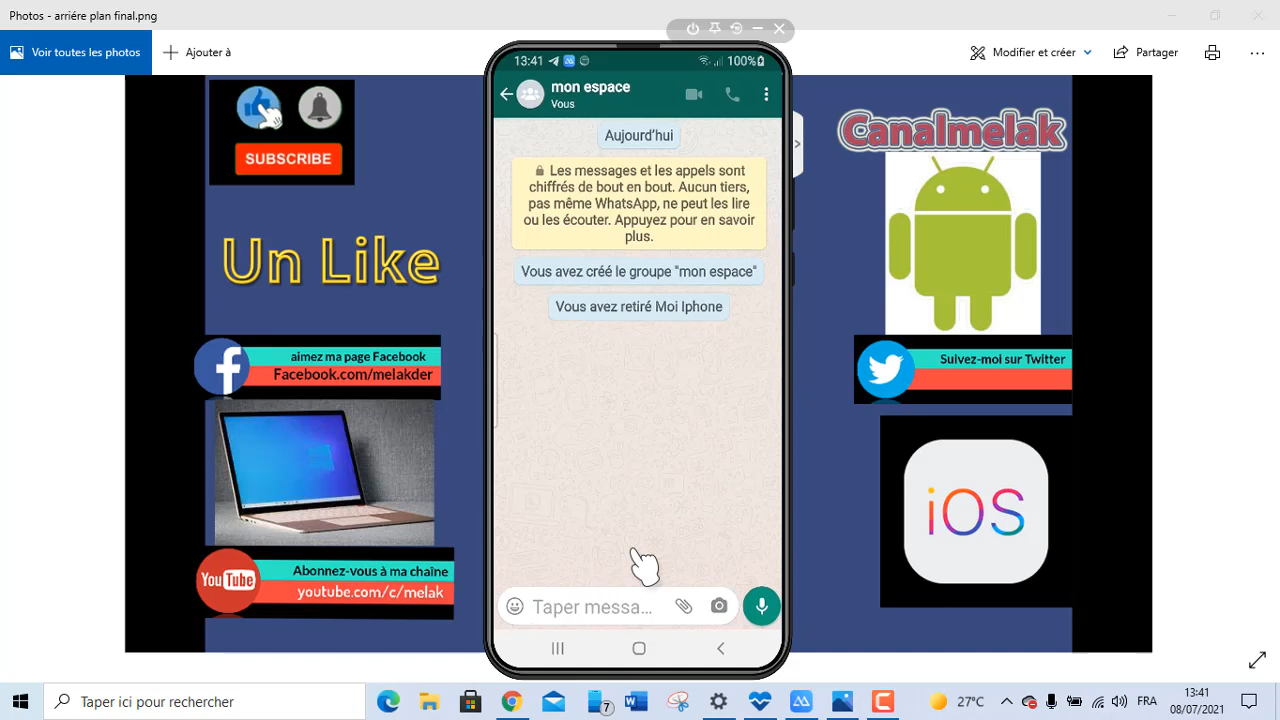 Photos - arriére plan final.png
Voir toutes les photos
Ajouter à
Modifier et créer
Partager
SUBSCRIBE
Un Like
aimez ma page Facebook
Facebook.com/melakder
YouTube
Abonnez-vous à ma chaîne
youtube.com/c/melak
13:41
100%
mon espace
Vous
Aujourd'hui
Les messages et les appels sont
chiffrés de bout en bout. Aucun tiers,
pas même WhatsApp, ne peut les lire
ou les écouter. Appuyez pour en savoir
plus.
Vous avez créé le groupe "mon espace"
Vous avez retiré Moi Iphone
Taper messa...
Canalmelak
Suivez-moi sur Twitter
iOS
Taper ici pour rechercher
7
27°C
FRA
13:41
08/07/2021